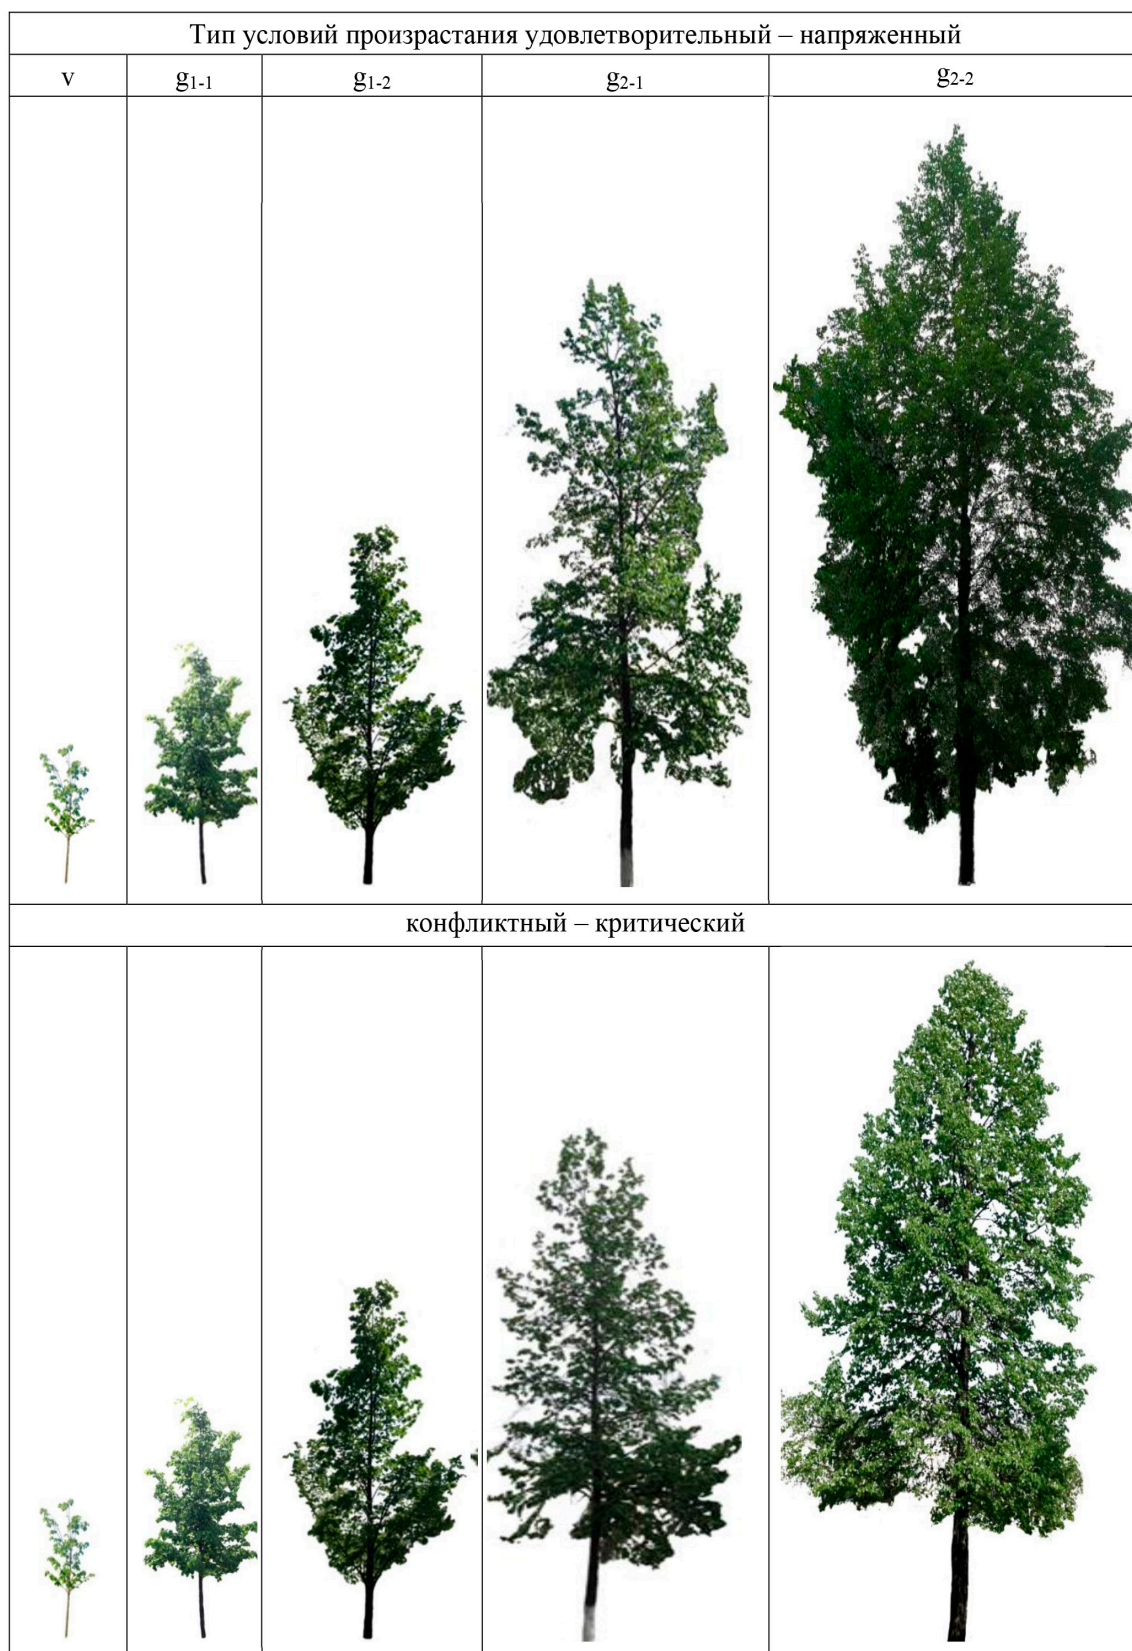 Тип условий произрастания удовлетворительный – напряженный
v g1-1 g1-2 g2-1 g2-2
конфликтный – критический